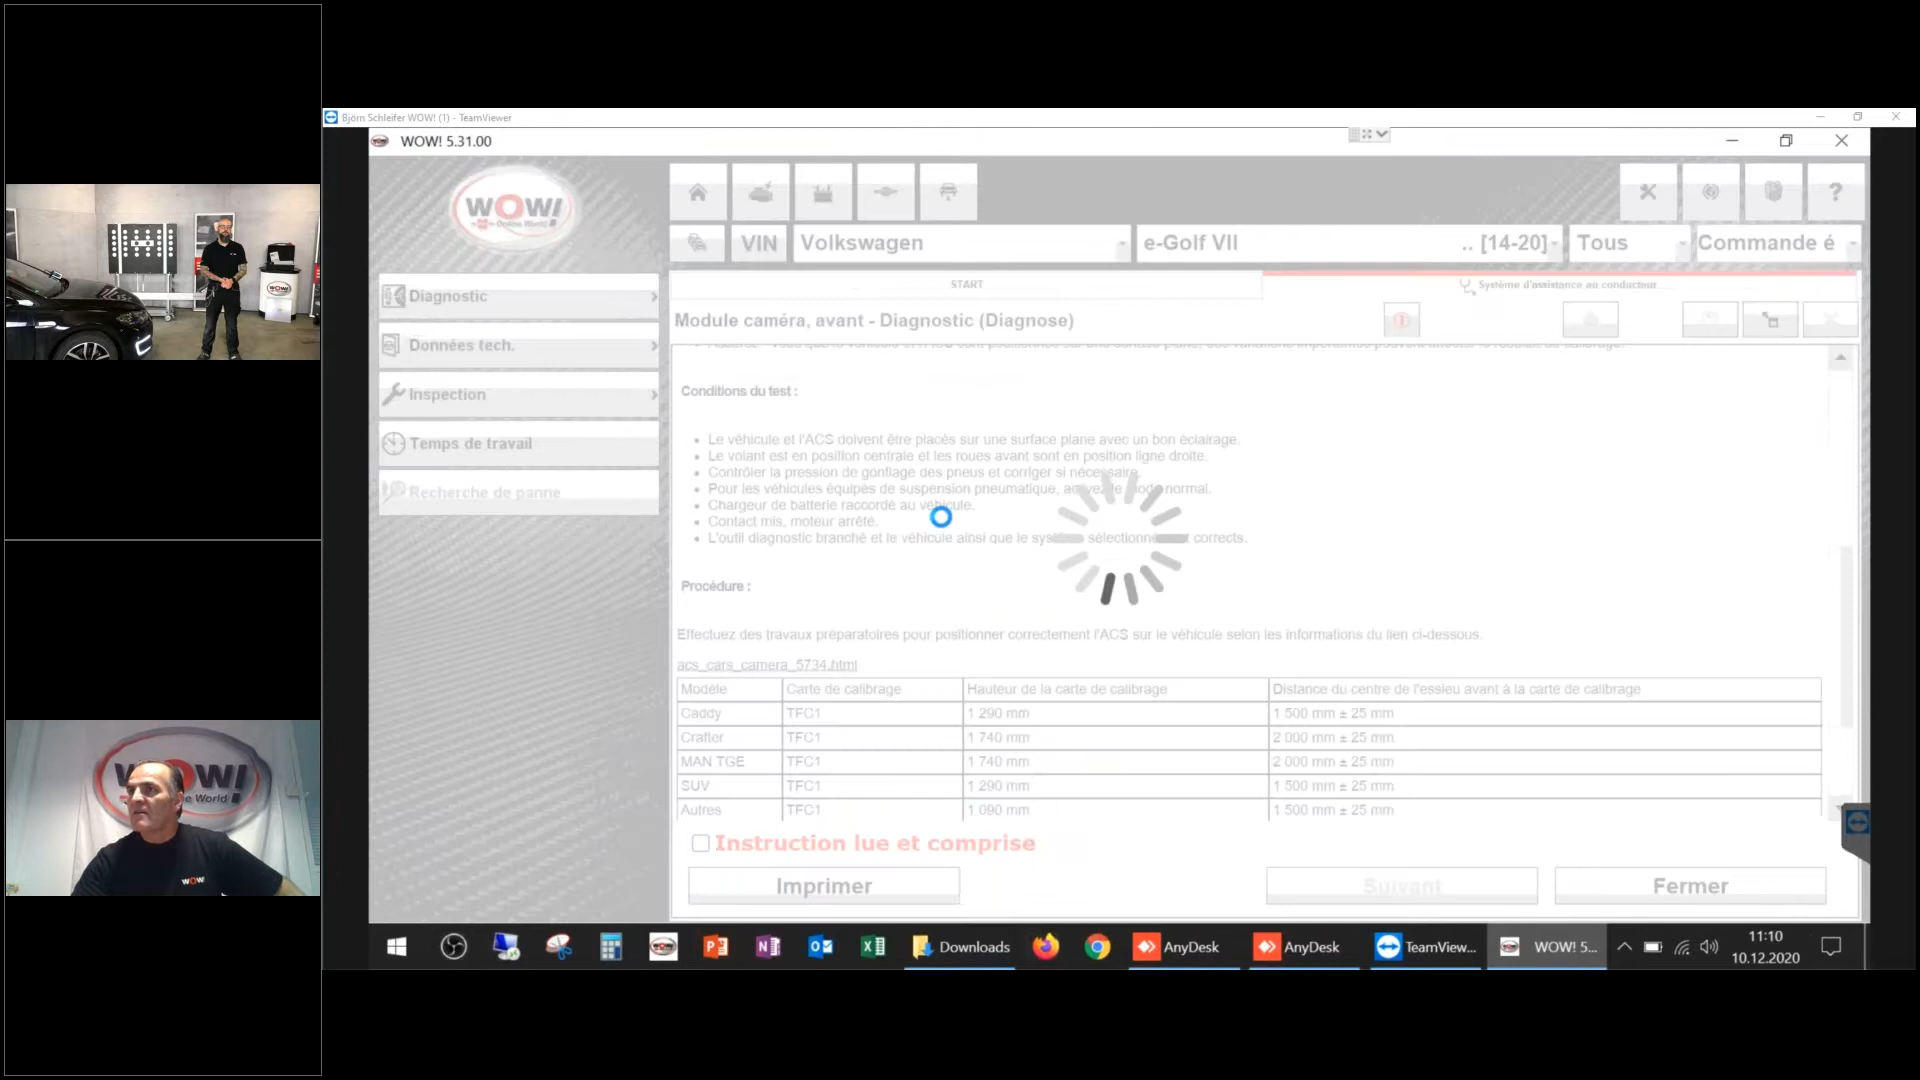 Björn Schleifer WOW! (1) - TeamViewer
WOW! 5.31.00
WOW!
Online World
VIN
Volkswagen
e-Golf VII .. [14-20]
Tous
Commande é
START
Système d'assistance au conducteur
Diagnostic
Données tech.
Inspection
Temps de travail
Recherche de panne
Module caméra, avant - Diagnostic (Diagnose)
Conditions du test :
• Le véhicule et l'ACS doivent être placés sur une surface plane avec un bon éclairage.
• Le volant est en position centrale et les roues avant sont en position ligne droite.
• Contrôler la pression de gonflage des pneus et corriger si nécessaire.
• Pour les véhicules équipés de suspension pneumatique, activez le mode normal.
• Chargeur de batterie raccordé au véhicule.
• Contact mis, moteur arrêté.
• L'outil diagnostic branché et le véhicule ainsi que le système sélectionné corrects.
Procédure :
Effectuez des travaux préparatoires pour positionner correctement l'ACS sur le véhicule selon les informations du lien ci-dessous.
acs_cars_camera_5734.html
Modèle Carte de calibrage Hauteur de la carte de calibrage Distance du centre de l'essieu avant à la carte de calibrage
Caddy TFC1 1 290 mm 1 500 mm ± 25 mm
Crafter TFC1 1 740 mm 2 000 mm ± 25 mm
MAN TGE TFC1 1 740 mm 2 000 mm ± 25 mm
SUV TFC1 1 290 mm 1 500 mm ± 25 mm
Autres TFC1 1 090 mm 1 500 mm ± 25 mm
Instruction lue et comprise
Imprimer
Suivant
Fermer
Downloads
AnyDesk
AnyDesk
TeamView...
WOW! 5...
11:10
10.12.2020
WOW!
WOW!
e World
WOW!